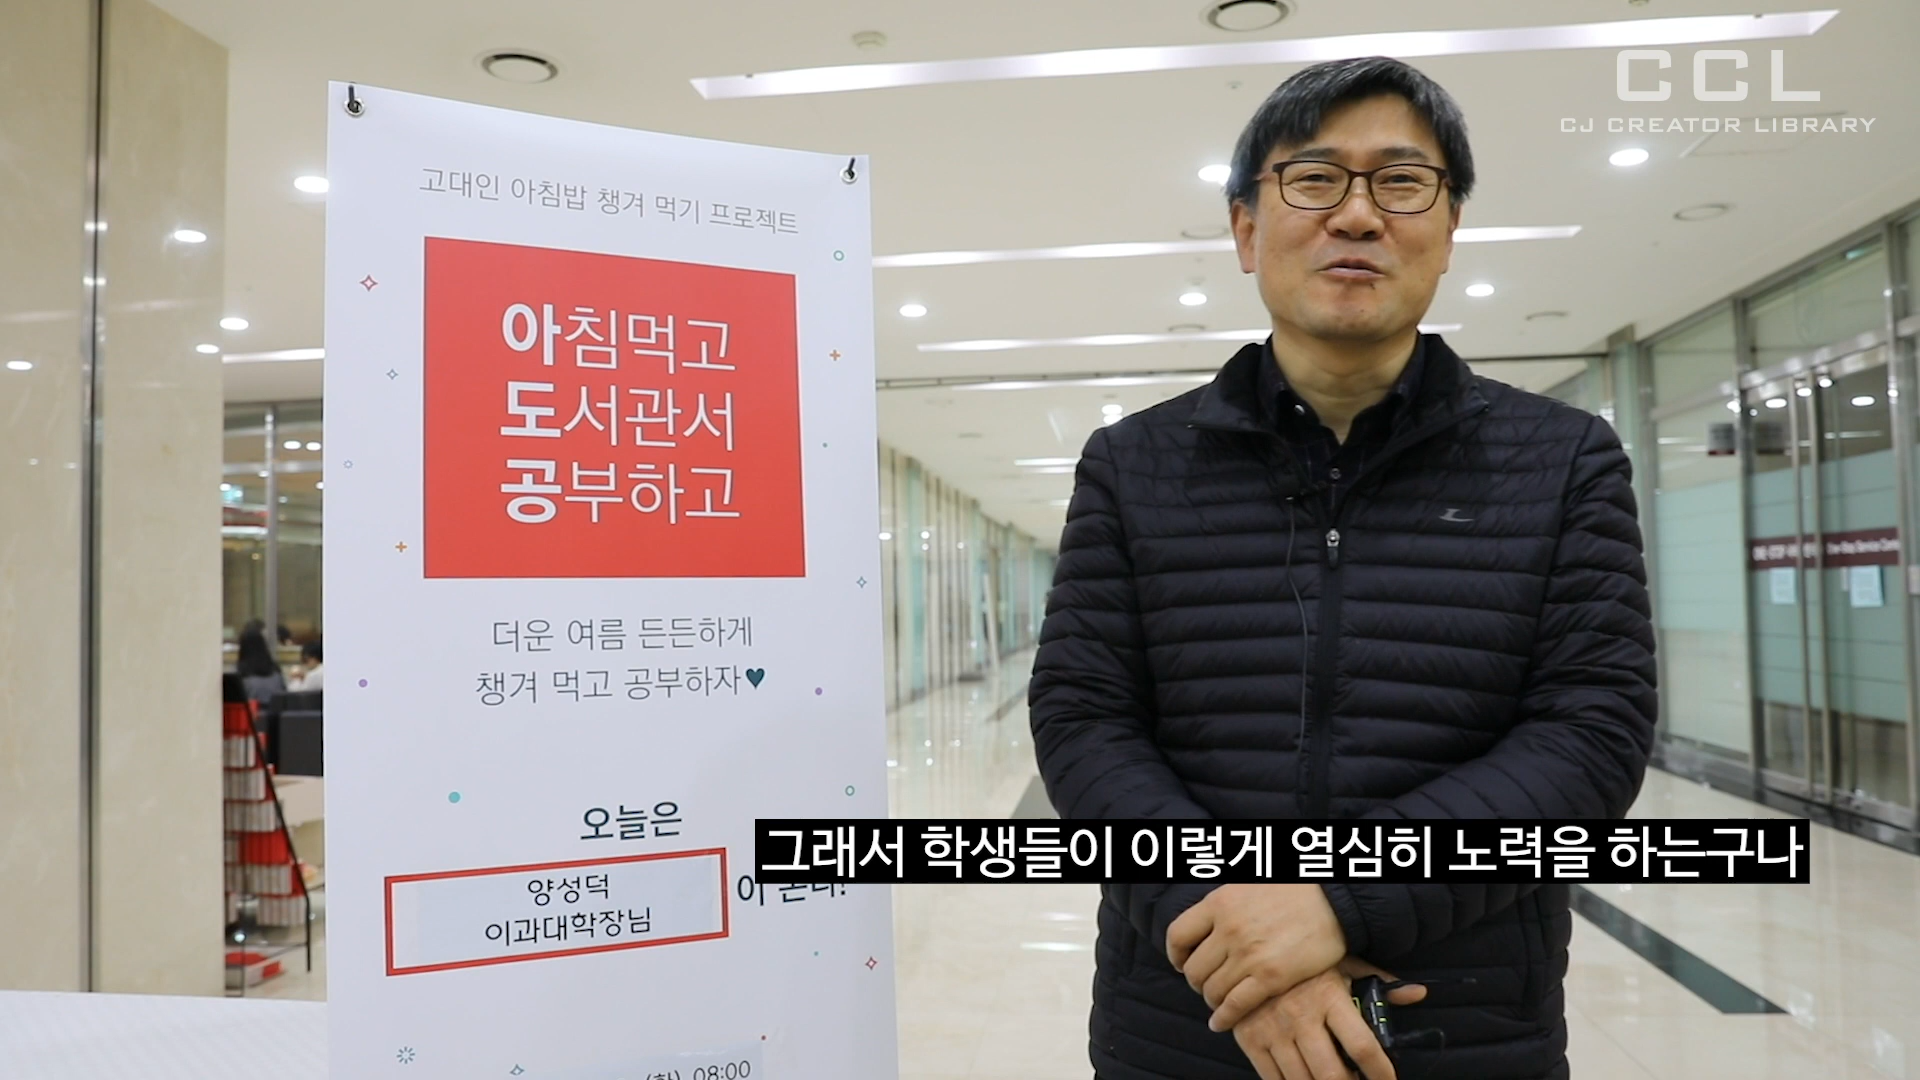 CCL
CJ CREATOR LIBRARY
고대인 아침밥 챙겨 먹기 프로젝트
아침먹고
도서관서
공부하고
더운 여름 든든하게
챙겨 먹고 공부하자♥
오늘은
양성덕
이과대학장님
이
그래서 학생들이 이렇게 열심히 노력을 하는구나
08:00